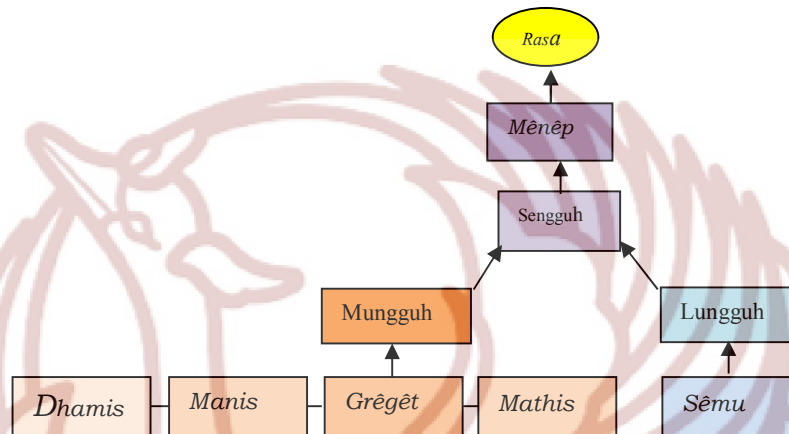 Rasa
Mênêp
Sengguh
Mungguh
Lungguh
Dhamis
Manis
Grêgêt
Mathis
Sêmu